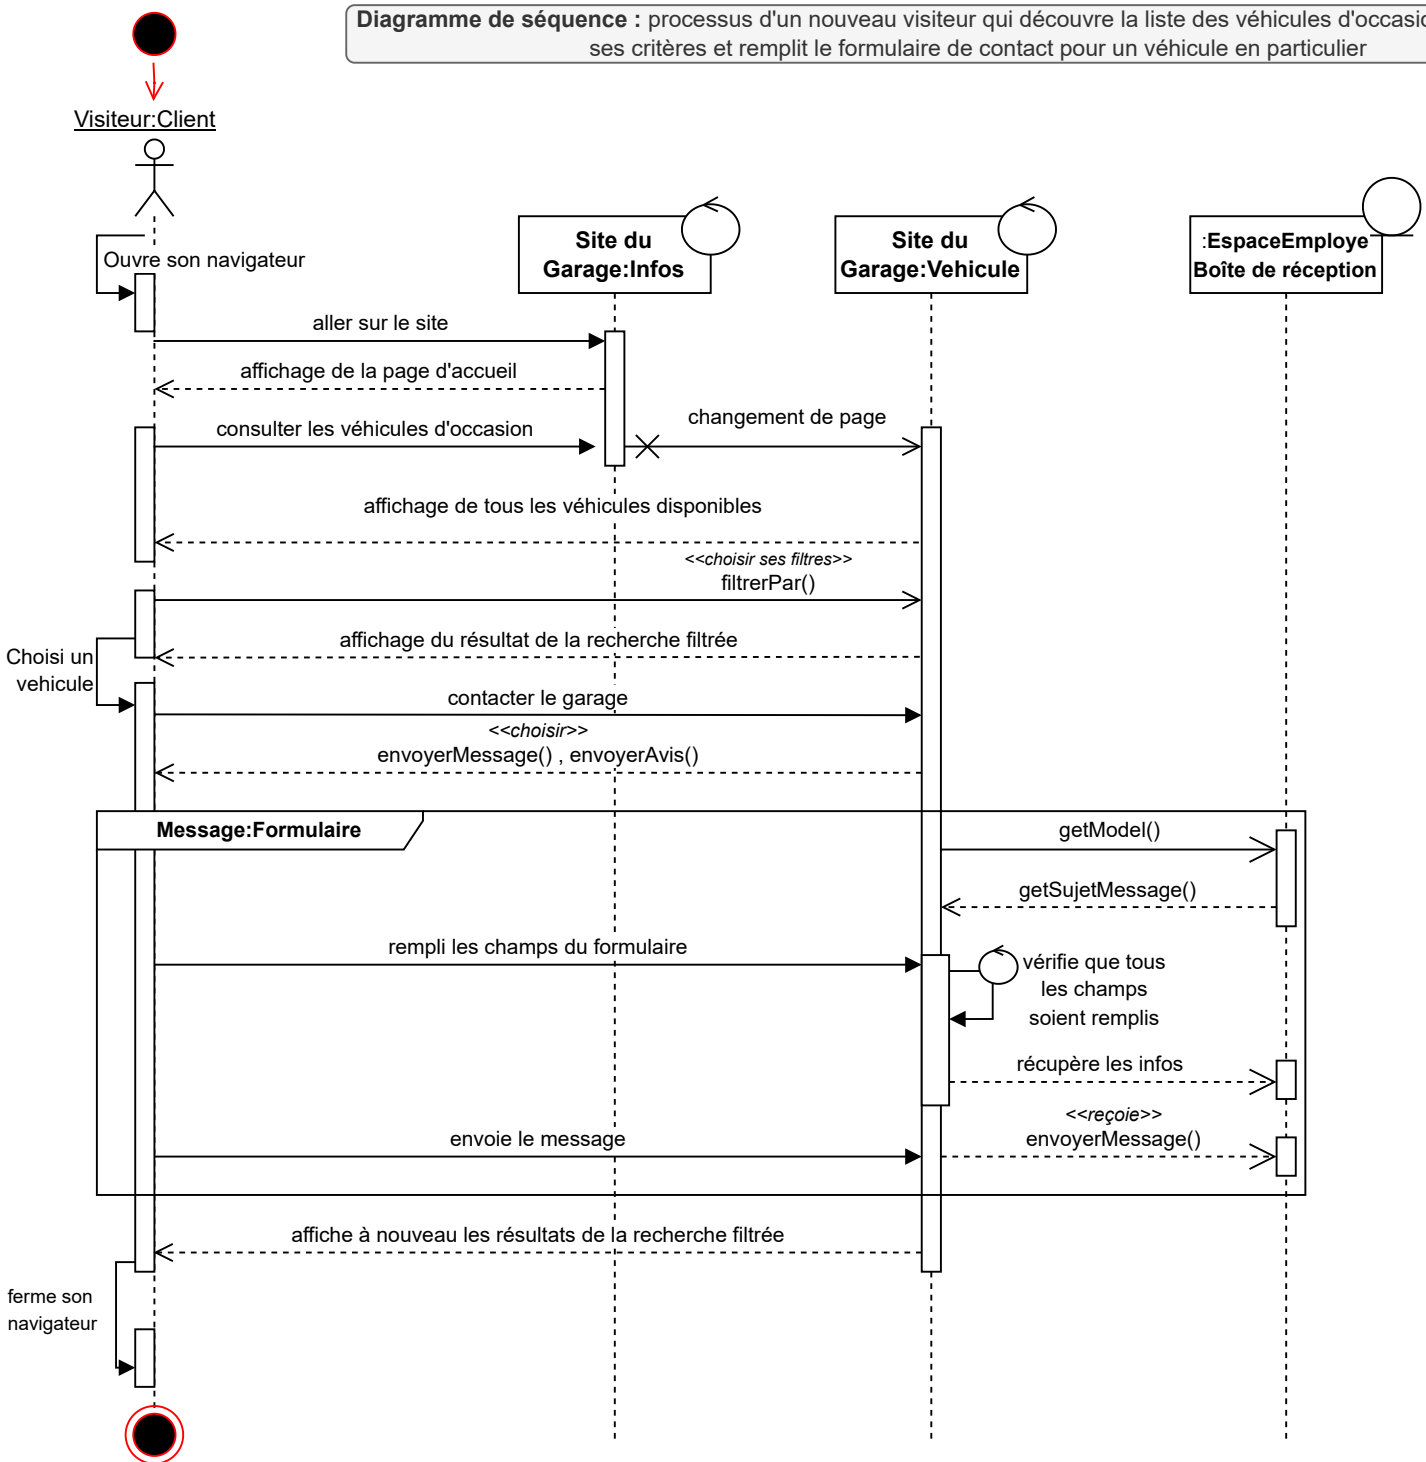 Diagramme de séquence : processus d'un nouveau visiteur qui découvre la liste des véhicules
ses critères et remplit le formulaire de contact pour un véhicule en particulier
Visiteur:Client
Site du
Garage:Infos
Site du
Garage:Vehicule
:EspaceEmploye
Boîte de réception
Ouvre son navigateur
aller sur le site
affichage de la page d'accueil
changement de page
consulter les véhicules d'occasion
affichage de tous les véhicules disponibles
<<choisir ses filtres>>
filtrerPar()
affichage du résultat de la recherche filtrée
Choisi un
vehicule
contacter le garage
<<choisir>>
envoyerMessage() , envoyerAvis()
Message:Formulaire
getModel()
getSujetMessage()
rempli les champs du formulaire
vérifie que tous
les champs
soient remplis
récupère les infos
<<reçoie>>
envoyerMessage()
envoie le message
affiche à nouveau les résultats de la recherche filtrée
ferme son
navigateur